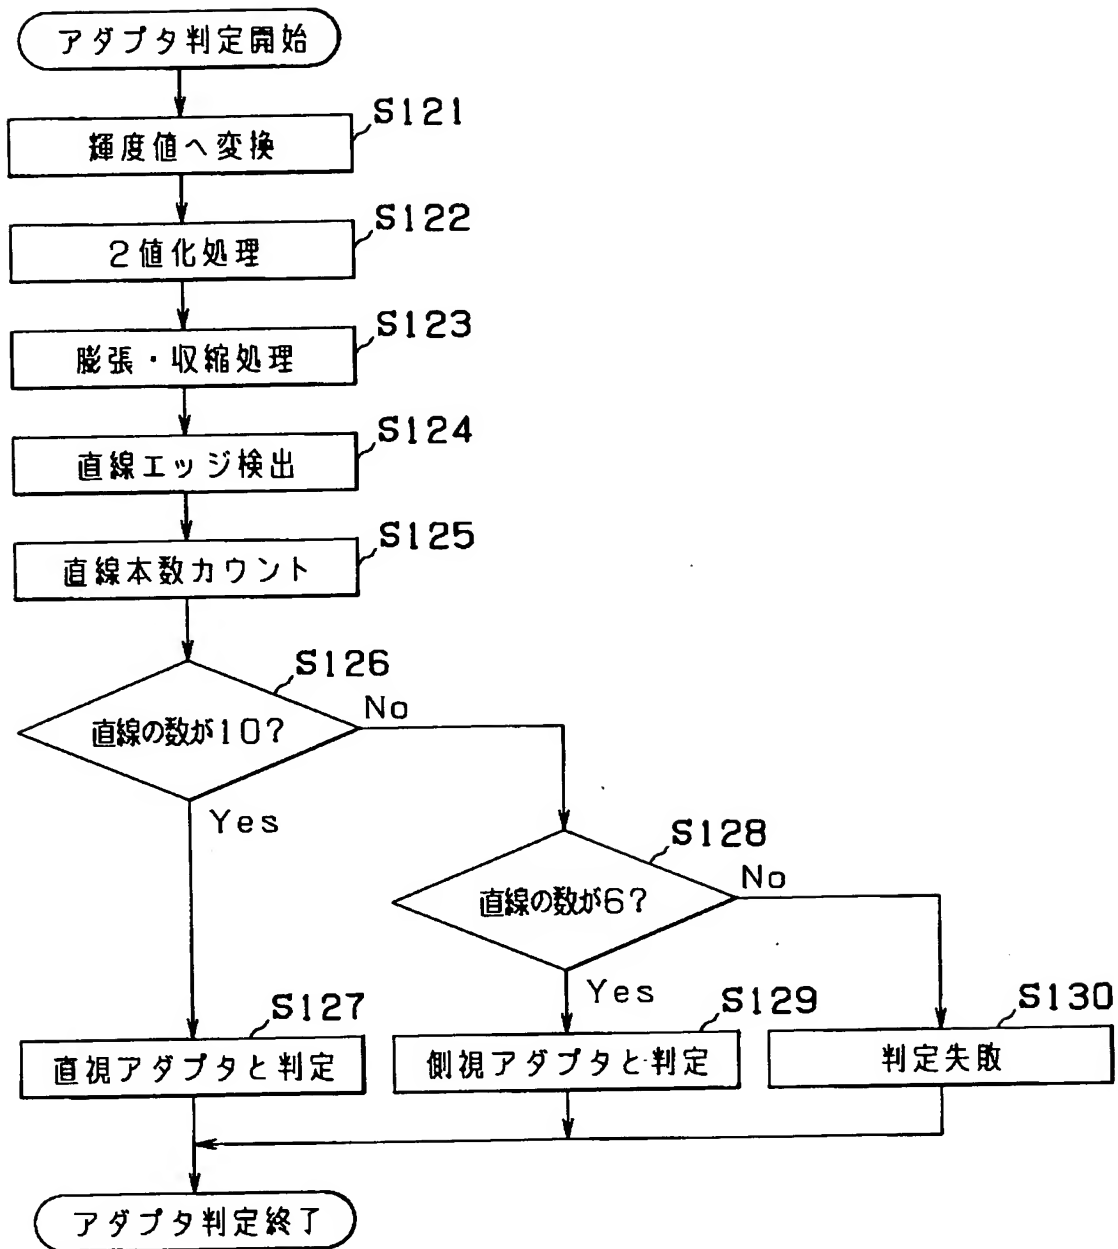 アダプタ判定開始
S121
輝度値へ変換
S122
2値化処理
S123
膨張・収縮処理
S124
直線エッジ検出
S125
直線本数カウント
S126
直線の数が10?
No
Yes
S128
直線の数が6?
No
Yes
S127
直視アダプタと判定
S129
側視アダプタと判定
S130
判定失敗
アダプタ判定終了